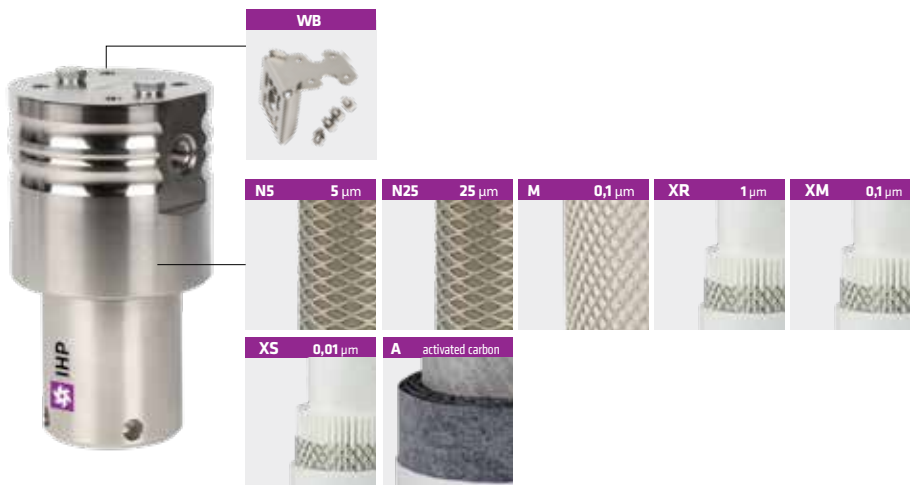 WB
N5 5 µm
N25 25 µm
M 0,1 µm
XR 1 µm
XM 0,1 µm
XS 0,01 µm
A activated carbon
IHP